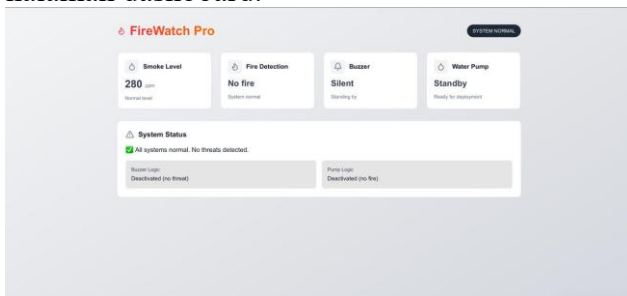 halaman dashboard.
FireWatch Pro
SYSTEM NORMAL
Smoke Level
280 ppm
Normal level
Fire Detection
No fire
System normal
Buzzer
Silent
Standing by
Water Pump
Standby
Ready for deployment
System Status
✅ All systems normal. No threats detected.
Buzzer Logic:
Deactivated (no threat)
Pump Logic:
Deactivated (no fire)